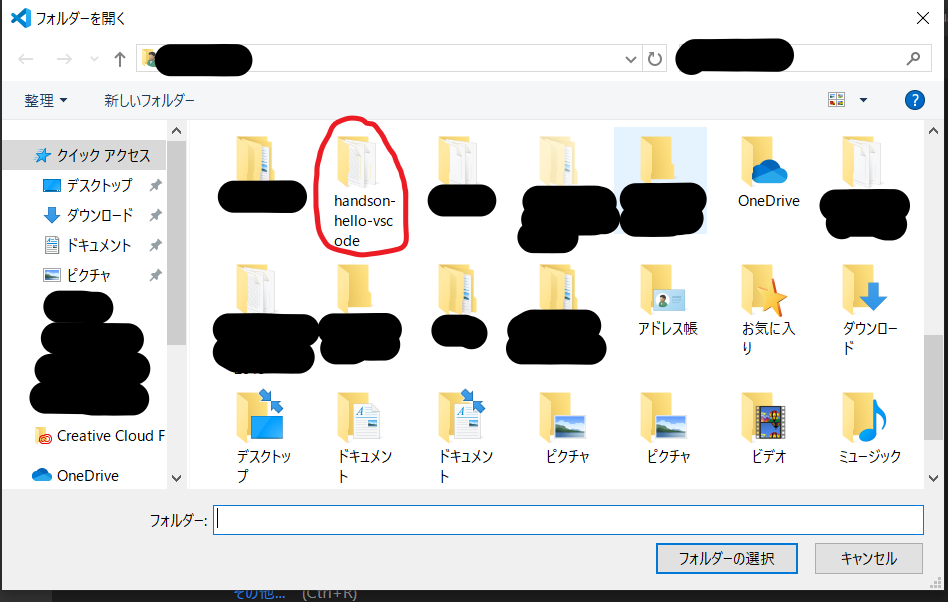 フォルダーを開く
整理
新しいフォルダー
?
クイック アクセス
デスクトップ
ダウンロード
ドキュメント
ピクチャ
Creative Cloud F
OneDrive
handson-
hello-vsc
ode
OneDrive
アドレス帳
お気に入
り
ダウンロー
ド
デスクトッ
プ
ドキュメン
ト
ドキュメン
ト
ピクチャ
ピクチャ
ビデオ
ミュージック
フォルダー:
フォルダーの選択
キャンセル
その他... (Ctrl+R)